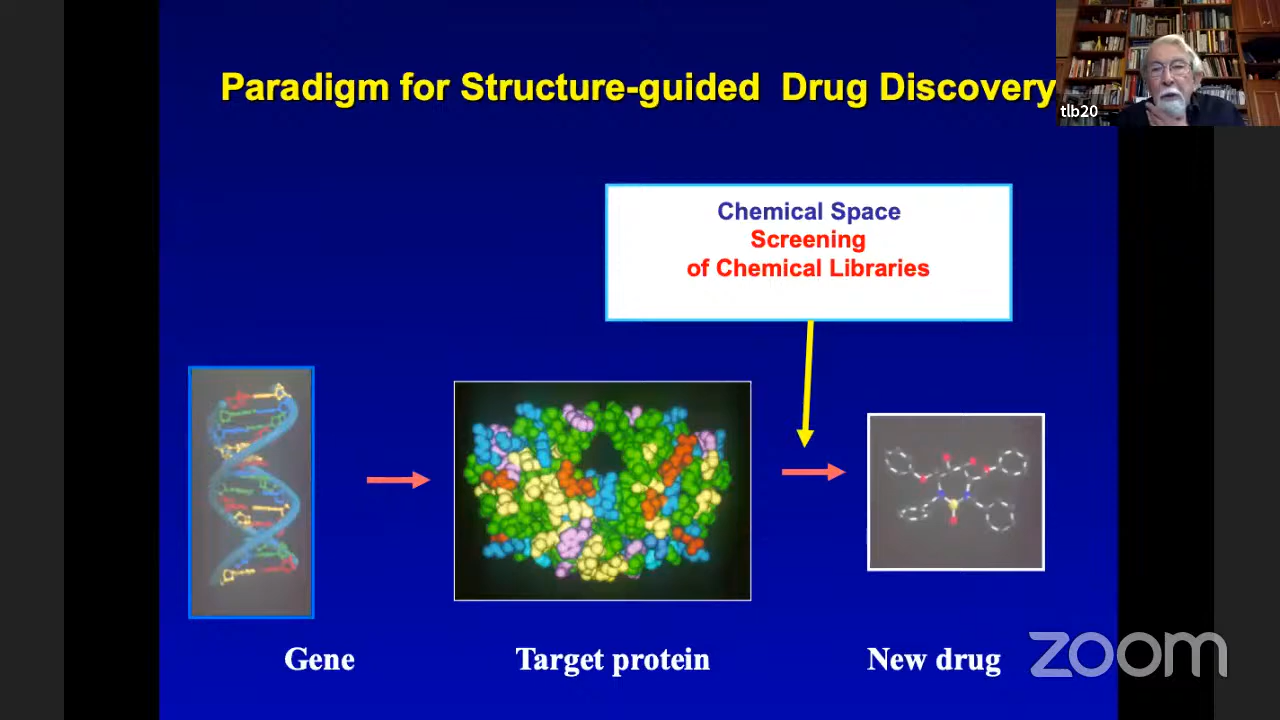 Paradigm for Structure-guided Drug Discovery
tlb20
Chemical Space
Screening
of Chemical Libraries
Gene
Target protein
New drug
zoom